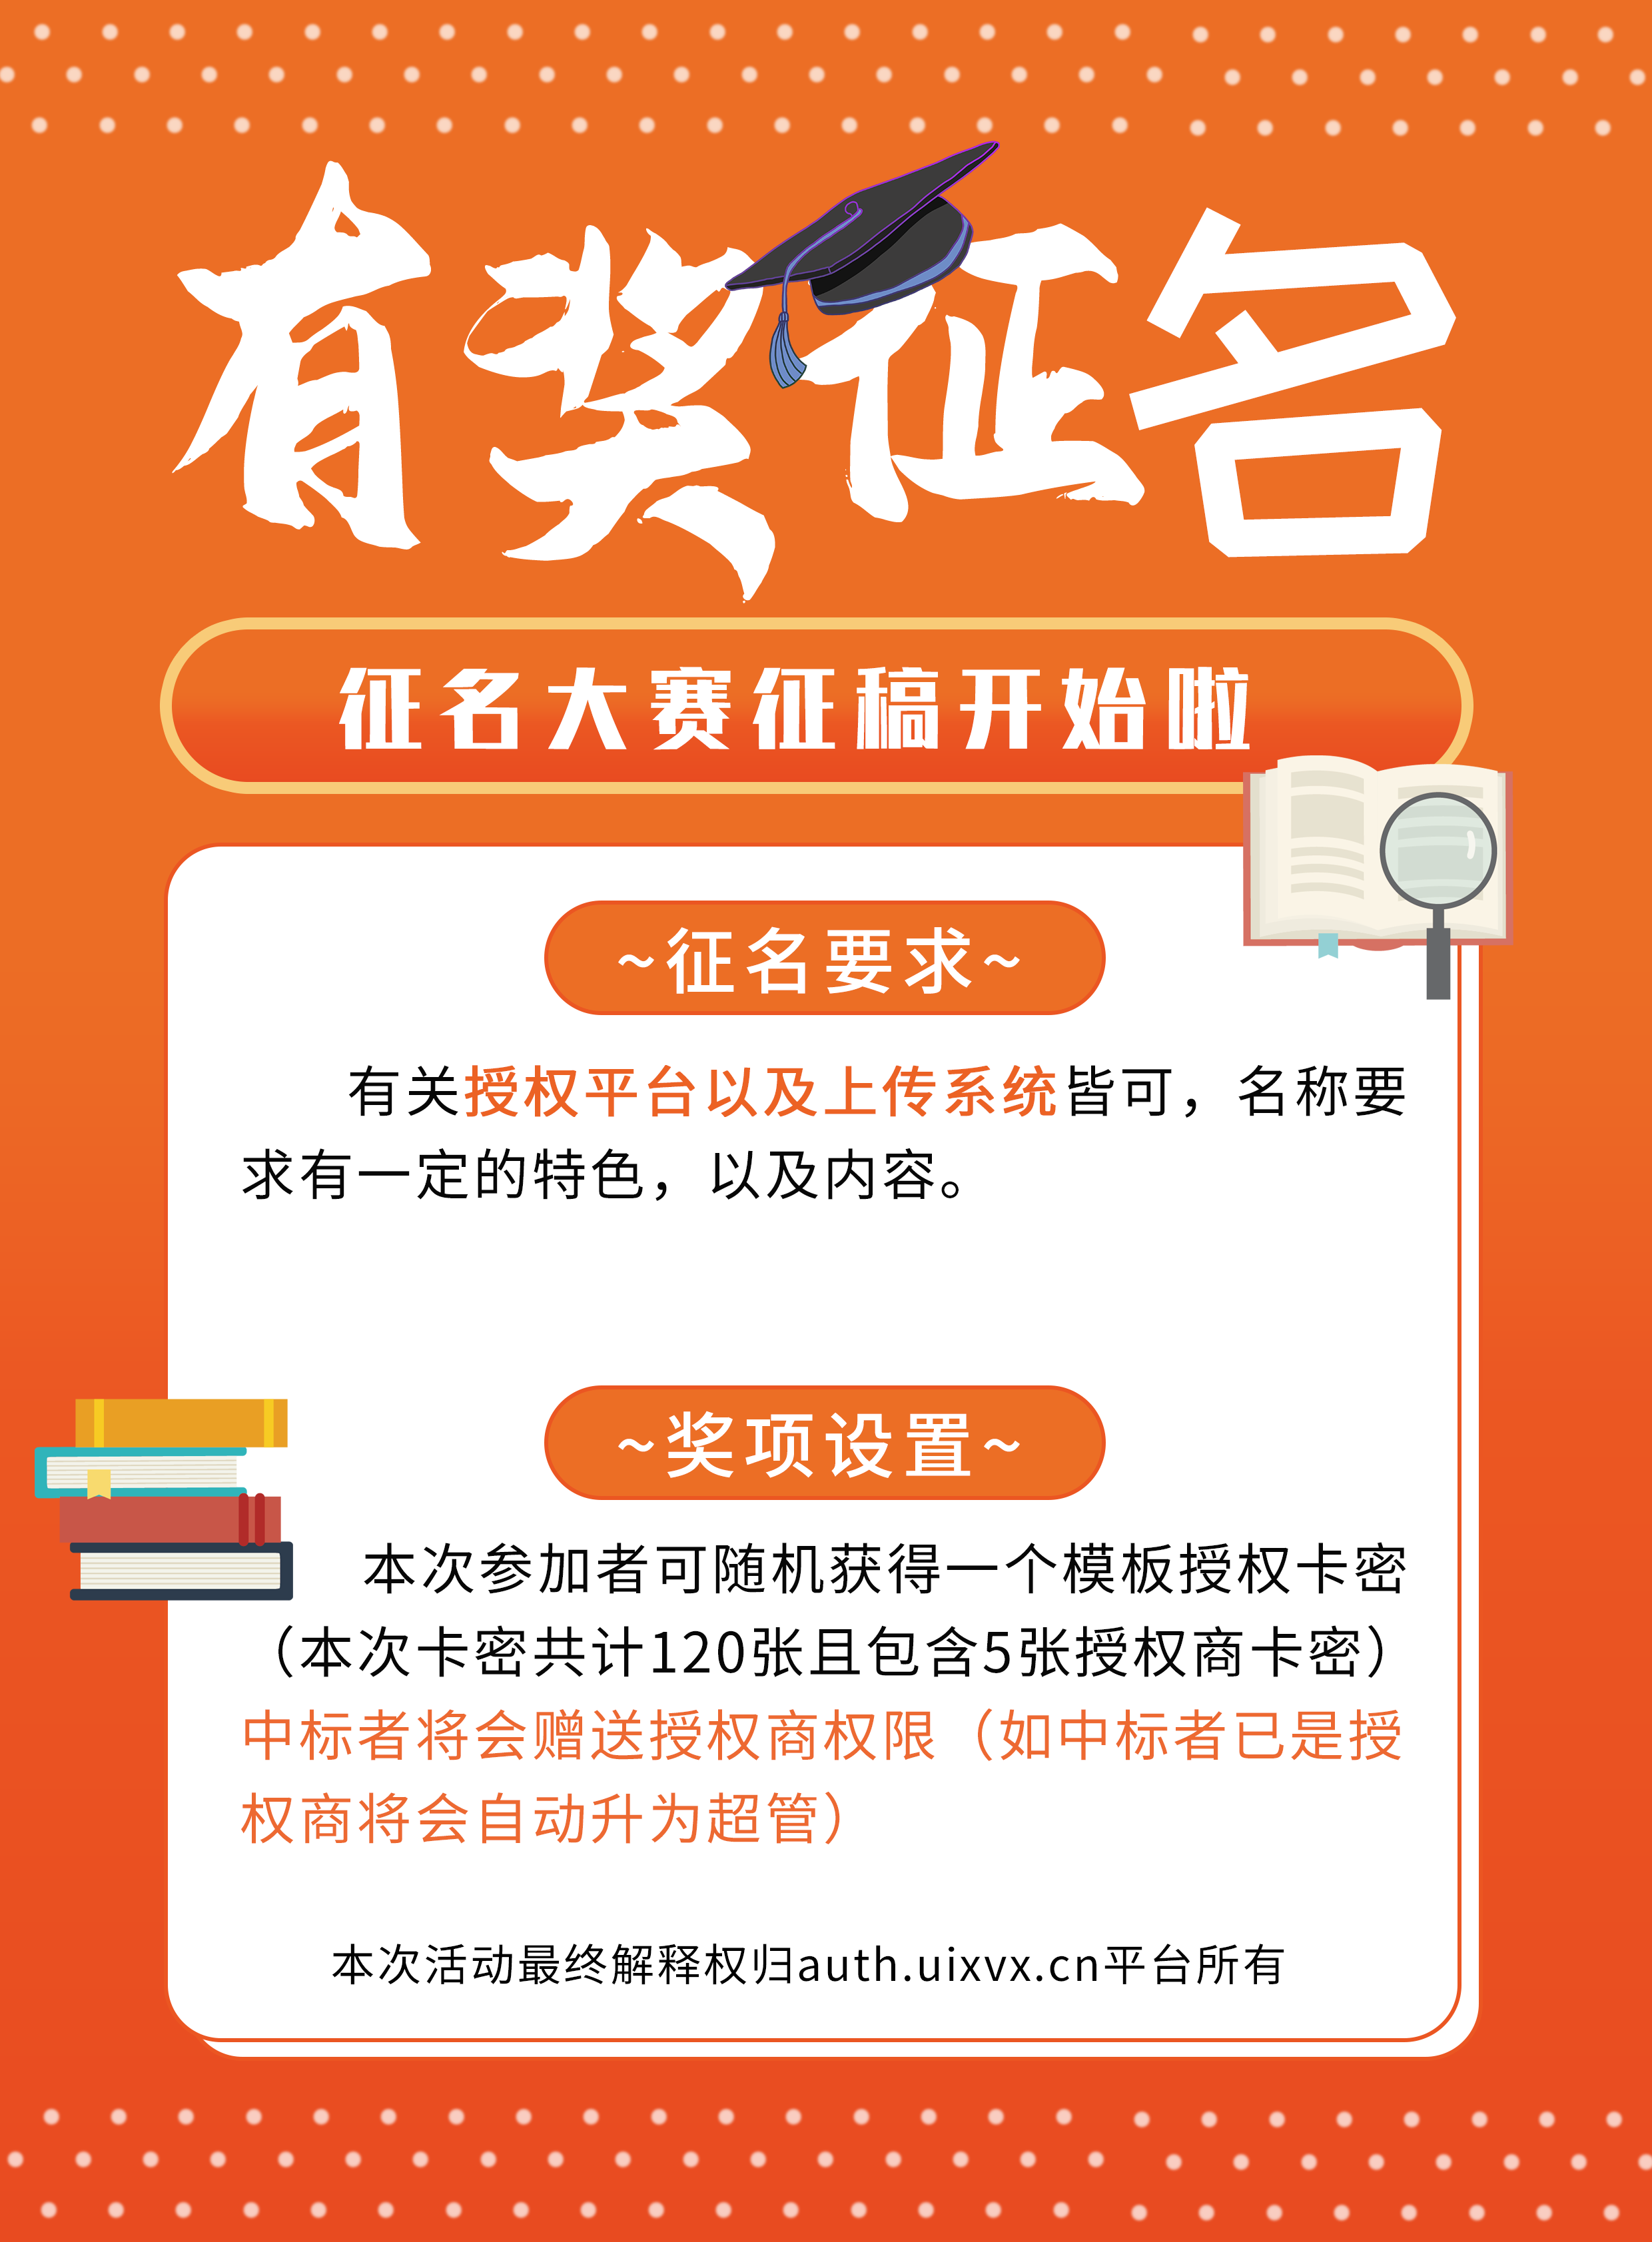 有奖征名
征名大赛征稿开始啦
~征名要求~
有关授权平台以及上传系统皆可，名称要
求有一定的特色，以及内容。
~奖项设置~
本次参加者可随机获得一个模板授权卡密
（本次卡密共计120张且包含5张授权商卡密）
中标者将会赠送授权商权限（如中标者已是授
权商将会自动升为超管）
本次活动最终解释权归auth.uixvx.cn平台所有